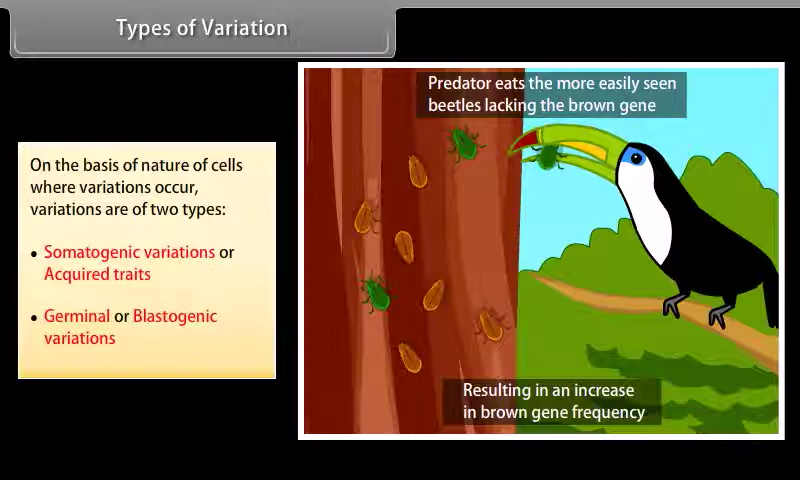 Types of Variation
On the basis of nature of cells
where variations occur,
variations are of two types:
• Somatogenic variations or
Acquired traits
• Germinal or Blastogenic
variations
Predator eats the more easily seen
beetles lacking the brown gene
Resulting in an increase
in brown gene frequency